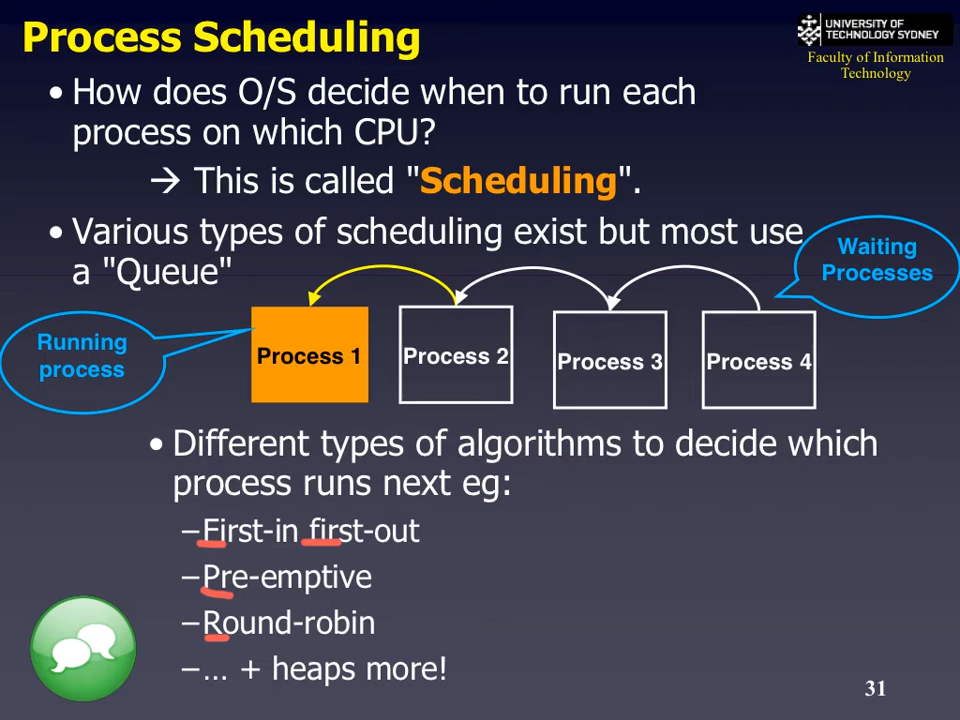 Process Scheduling
UNIVERSITY OF
TECHNOLOGY SYDNEY
Faculty of Information
Technology
• How does O/S decide when to run each
process on which CPU?
→ This is called "Scheduling".
• Various types of scheduling exist but most use
a "Queue"
Waiting
Processes
Running
process
Process 1
Process 2
Process 3
Process 4
• Different types of algorithms to decide which
process runs next eg:
–First-in first-out
–Pre-emptive
–Round-robin
–… + heaps more!
31